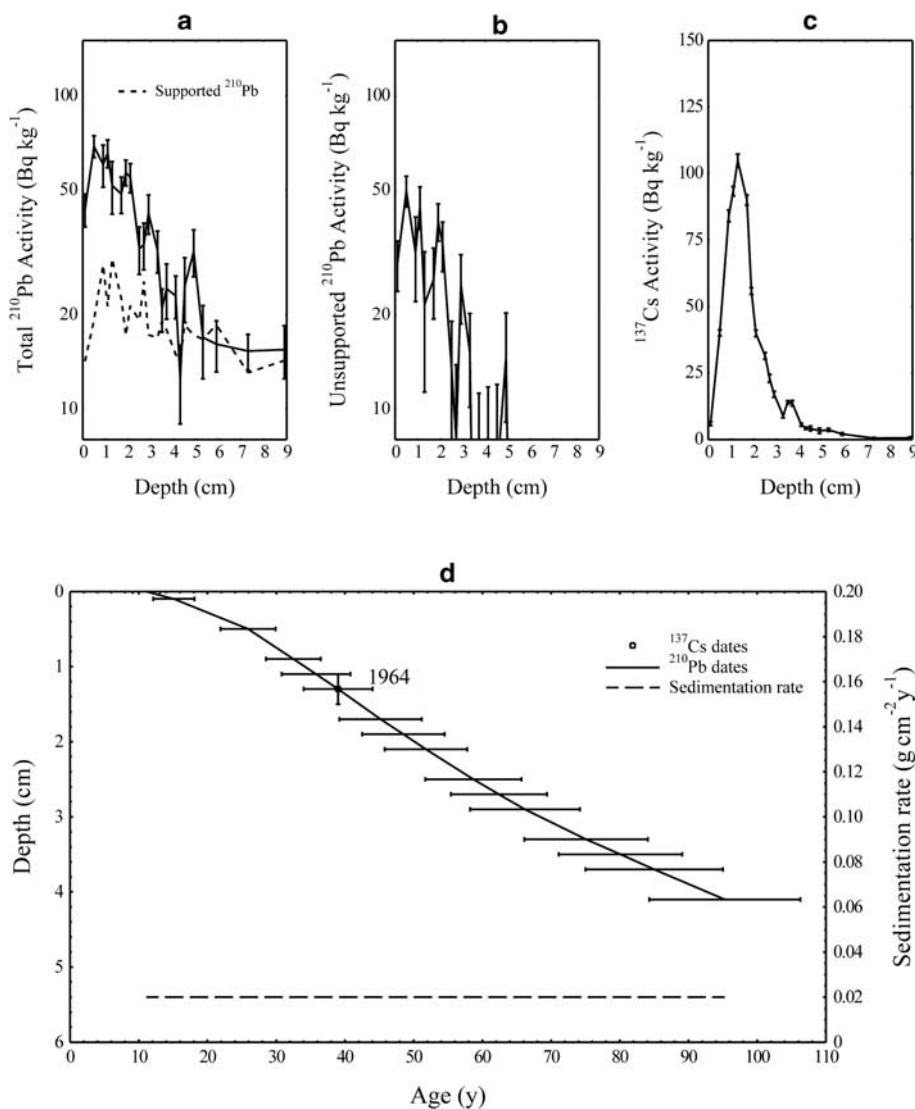 a
Total ²¹⁰Pb Activity (Bq kg⁻¹)
100
50
20
10
Supported ²¹⁰Pb
0 1 2 3 4 5 6 7 8 9
Depth (cm)
b
Unsupported ²¹⁰Pb Activity (Bq kg⁻¹)
100
50
20
10
0 1 2 3 4 5 6 7 8 9
Depth (cm)
c
¹³⁷Cs Activity (Bq kg⁻¹)
150
125
100
75
50
25
0
0 1 2 3 4 5 6 7 8 9
Depth (cm)
d
Depth (cm)
0
1
2
3
4
5
6
1964
¹³⁷Cs dates
²¹⁰Pb dates
Sedimentation rate
0.20
0.18
0.16
0.14
0.12
0.10
0.08
0.06
0.04
0.02
0
Sedimentation rate (g cm⁻² y⁻¹)
0 10 20 30 40 50 60 70 80 90 100 110
Age (y)